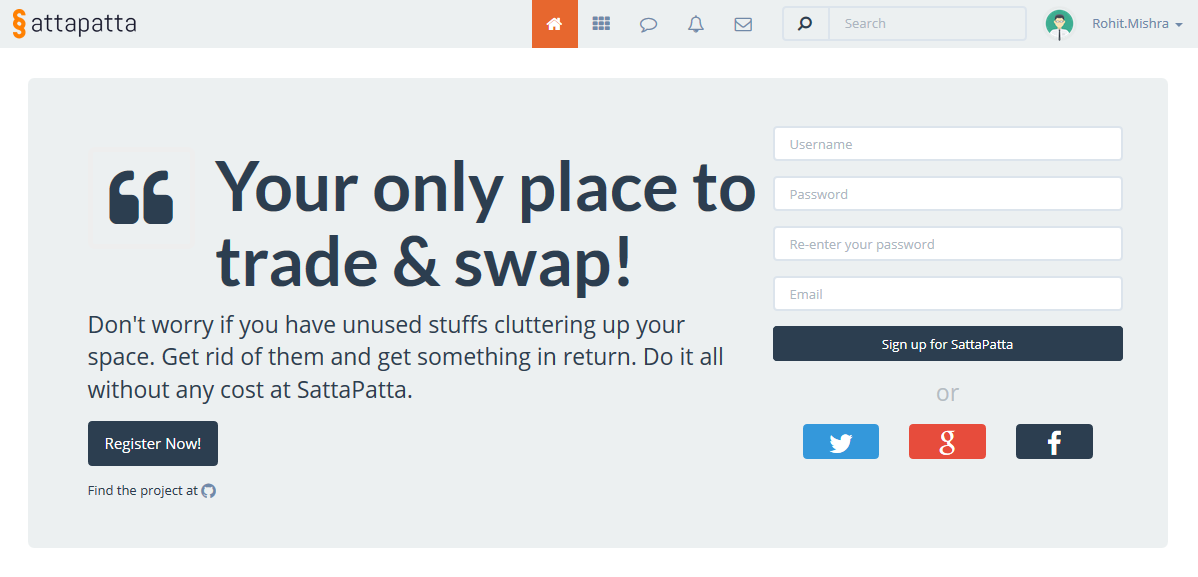 §attapatta
Search
Rohit.Mishra
Your only place to
trade & swap!
Don't worry if you have unused stuffs cluttering up your
space. Get rid of them and get something in return. Do it all
without any cost at SattaPatta.
Register Now!
Find the project at
Username
Password
Re-enter your password
Email
Sign up for SattaPatta
or